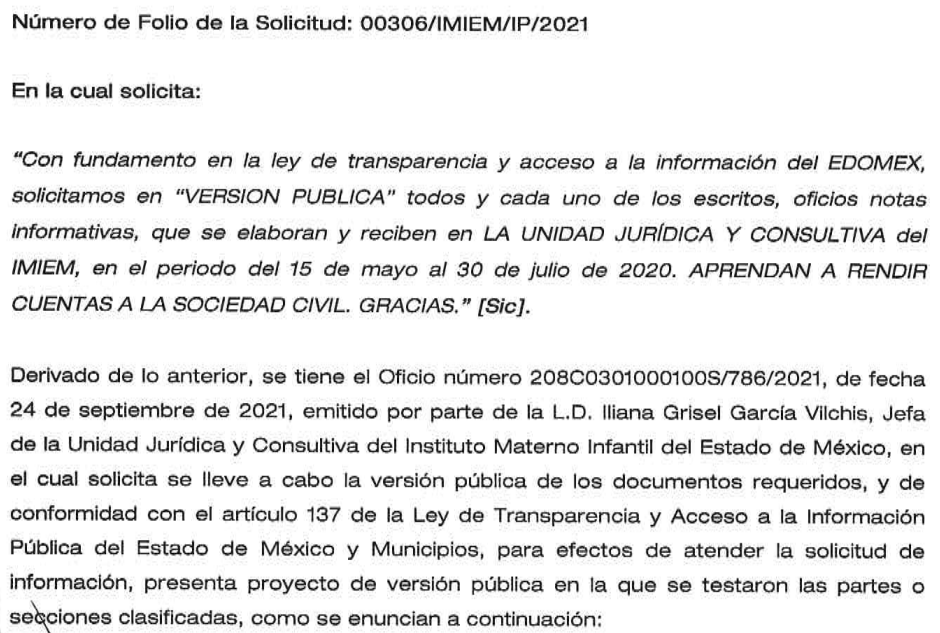 Número de Folio de la Solicitud: 00306/IMIEM/IP/2021
En la cual solicita:
“Con fundamento en la ley de transparencia y acceso a la información del EDOMEX,
solicitamos en “VERSION PUBLICA” todos y cada uno de los escritos, oficios notas
informativas, que se elaboran y reciben en LA UNIDAD JURÍDICA Y CONSULTIVA del
IMIEM, en el periodo del 15 de mayo al 30 de julio de 2020. APRENDAN A RENDIR
CUENTAS A LA SOCIEDAD CIVIL. GRACIAS.” [Sic].
Derivado de lo anterior, se tiene el Oficio número 208C0301000100S/786/2021, de fecha
24 de septiembre de 2021, emitido por parte de la L.D. Iliana Grisel García Vilchis, Jefa
de la Unidad Jurídica y Consultiva del Instituto Materno Infantil del Estado de México, en
el cual solicita se lleve a cabo la versión pública de los documentos requeridos, y de
conformidad con el artículo 137 de la Ley de Transparencia y Acceso a la Información
Pública del Estado de México y Municipios, para efectos de atender la solicitud de
información, presenta proyecto de versión pública en la que se testaron las partes o
secciones clasificadas, como se enuncian a continuación: